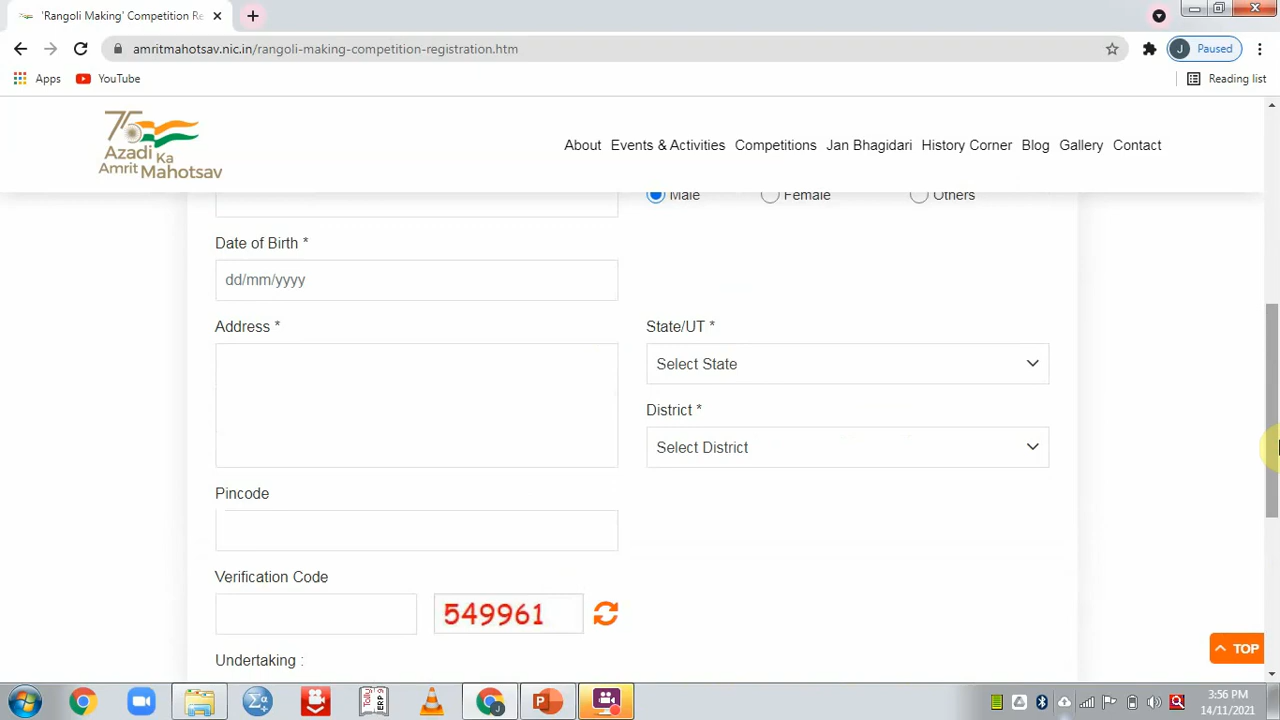 'Rangoli Making' Competition Re
amritmahotsav.nic.in/rangoli-making-competition-registration.htm
J Paused
Apps YouTube Reading list
75
Azadi Ka
Amrit Mahotsav
About Events & Activities Competitions Jan Bhagidari History Corner Blog Gallery Contact
Male Female Others
Date of Birth *
dd/mm/yyyy
Address * State/UT *
Select State
District *
Select District
Pincode
Verification Code
549961
TOP
Undertaking :
3:56 PM
14/11/2021